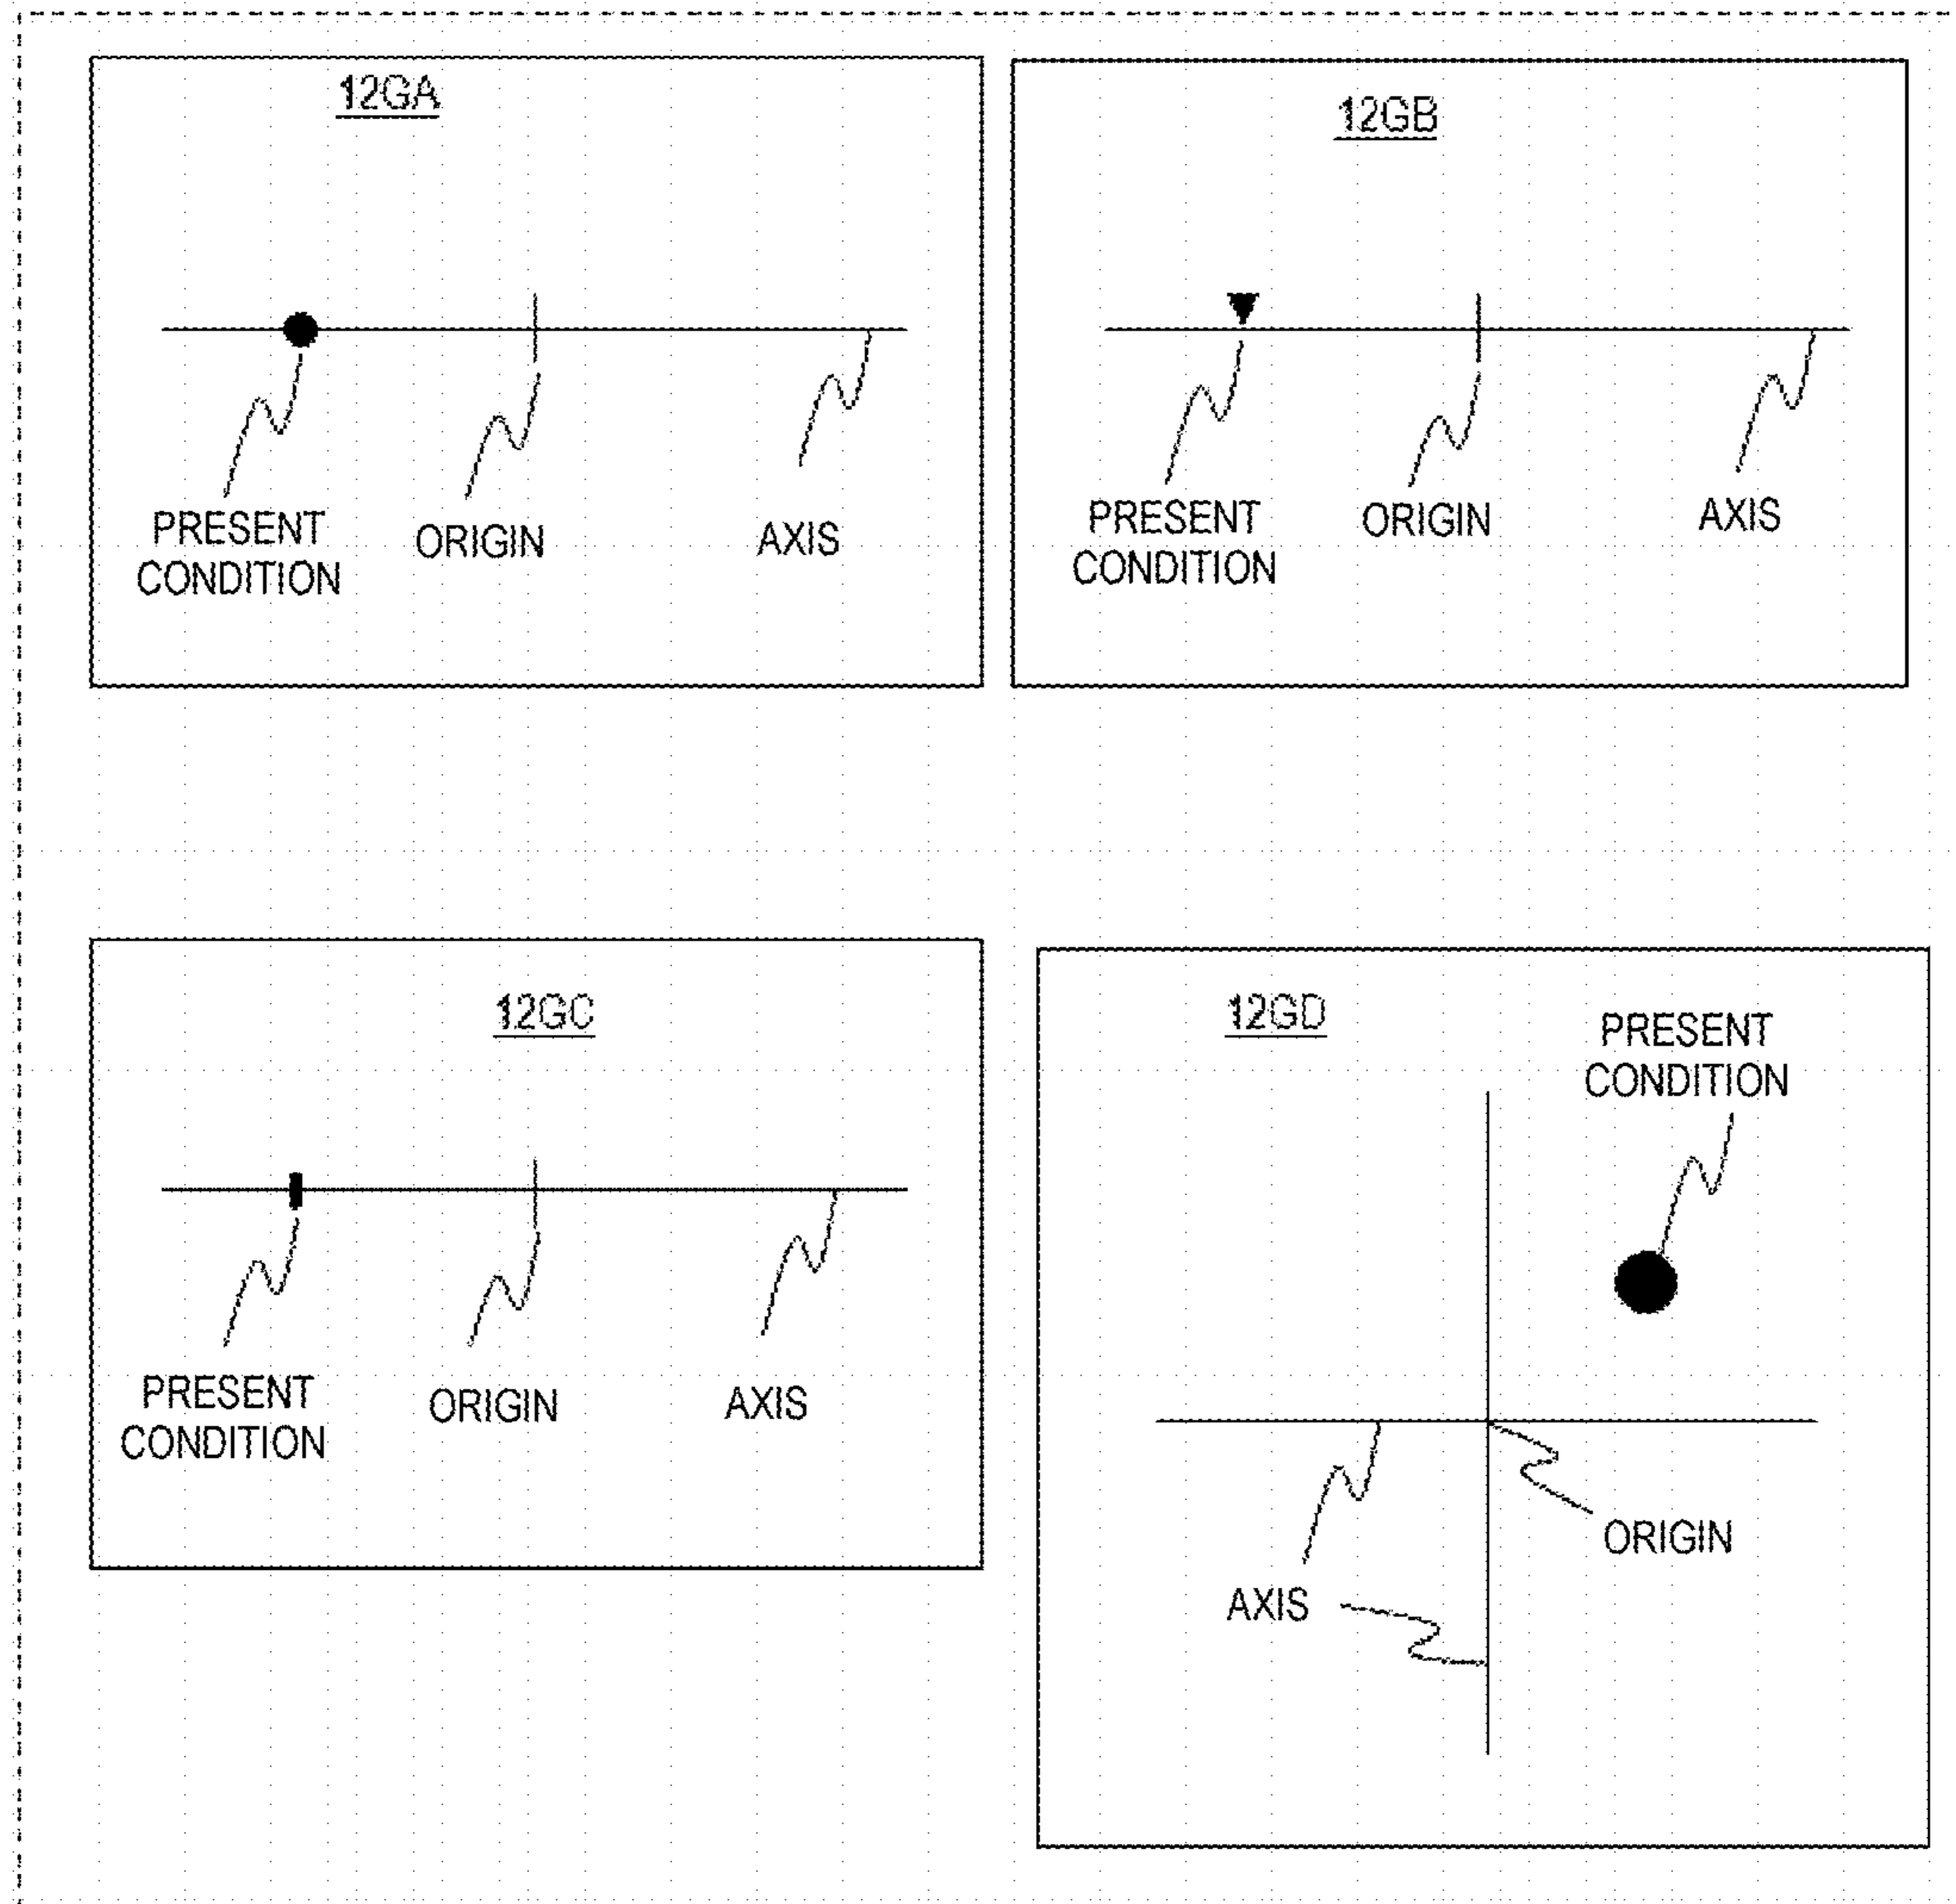 12GA
PRESENT
CONDITION
ORIGIN
AXIS
12GB
PRESENT
CONDITION
ORIGIN
AXIS
12GC
PRESENT
CONDITION
ORIGIN
AXIS
12GD
PRESENT
CONDITION
ORIGIN
AXIS